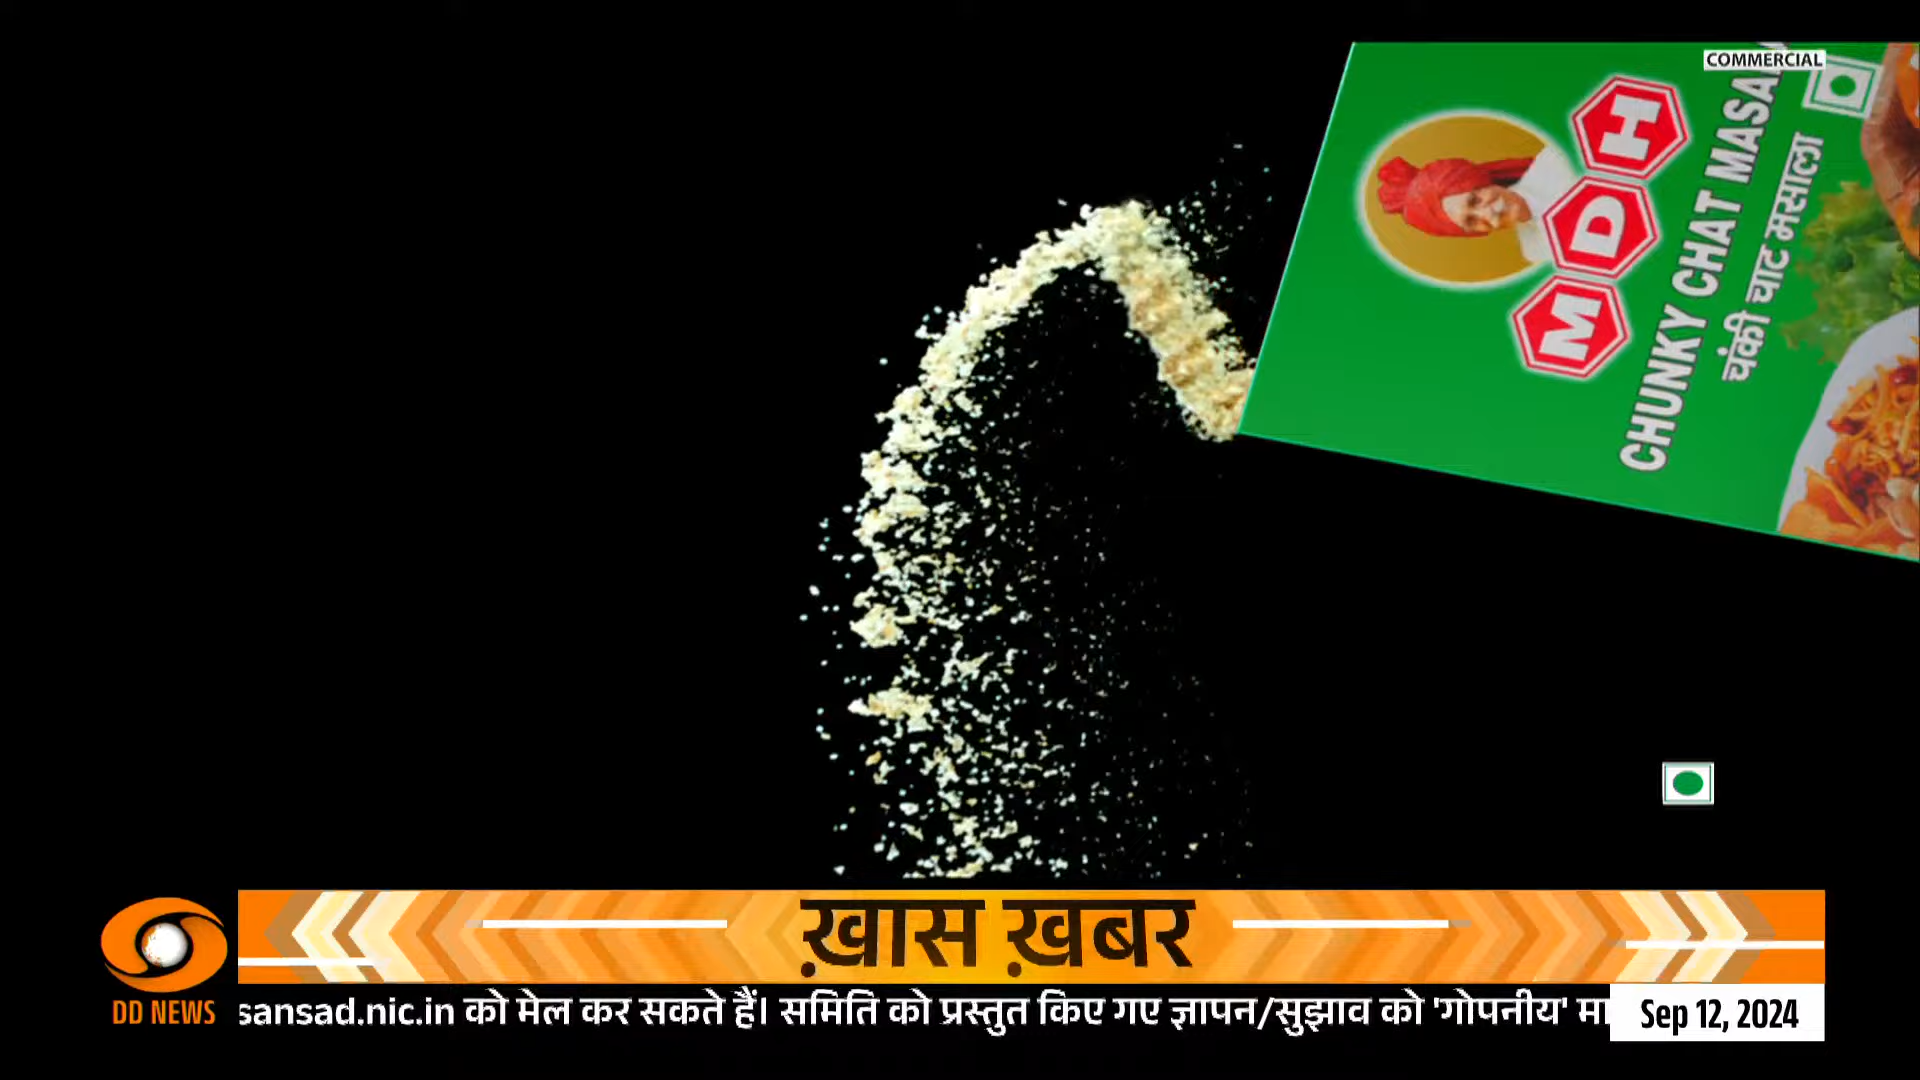 COMMERCIAL
MDH
CHUNKY CHAT MASALA
चंकी चाट मसाला
ख़ास ख़बर
DD NEWS
sansad.nic.in को मेल कर सकते हैं। समिति को प्रस्तुत किए गए ज्ञापन/सुझाव को 'गोपनीय' मा
Sep 12, 2024